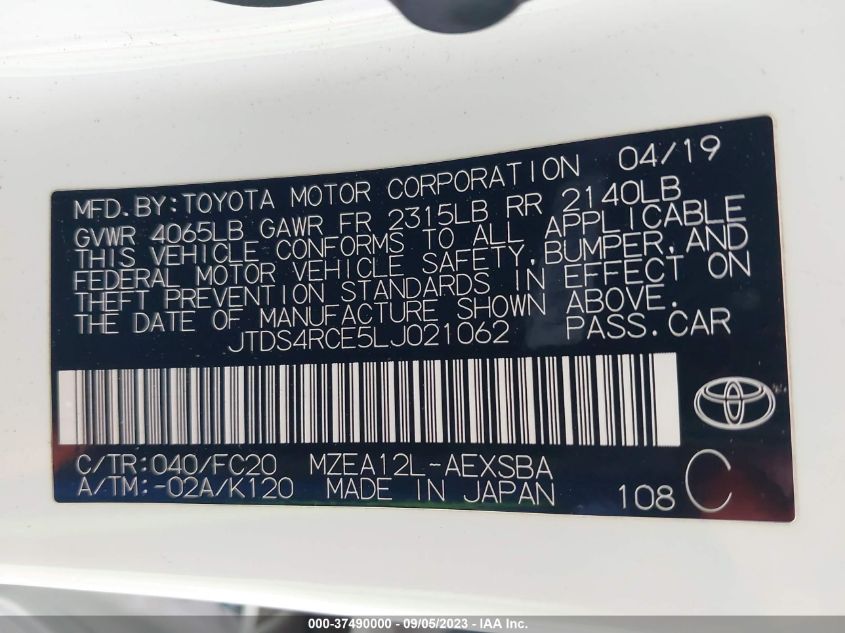 MFD.BY:TOYOTA MOTOR CORPORATION 04/19
GVWR 4065LB GAWR FR 2315LB RR 2140LB
THIS VEHICLE CONFORMS TO ALL APPLICABLE
FEDERAL MOTOR VEHICLE SAFETY,BUMPER,AND
THEFT PREVENTION STANDARDS IN EFFECT ON
THE DATE OF MANUFACTURE SHOWN ABOVE.
JTDS4RCE5LJ021062 PASS.CAR
C/TR:040/FC20 MZEA12L-AEXSBA
A/TM:-02A/K120 MADE IN JAPAN 108 C
000-37490000 - 09/05/2023 - IAA Inc.